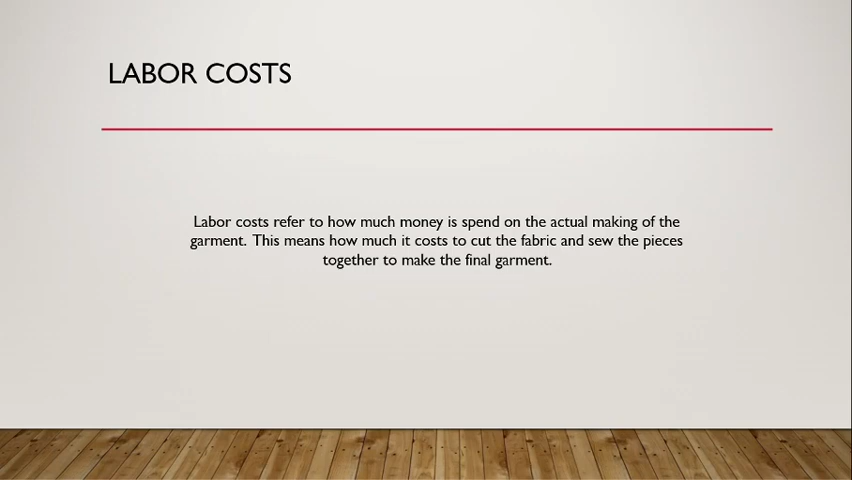 LABOR COSTS
Labor costs refer to how much money is spend on the actual making of the
garment. This means how much it costs to cut the fabric and sew the pieces
together to make the final garment.